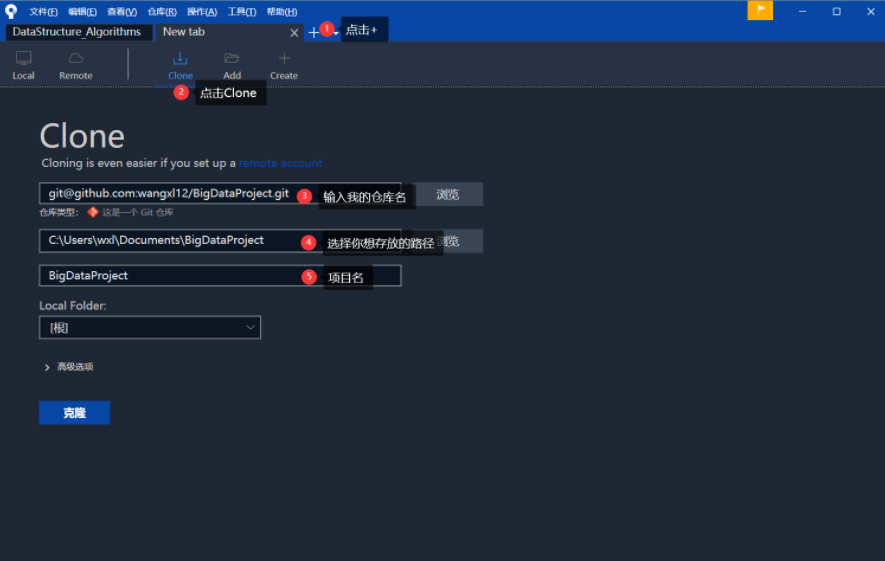 文件(F) 编辑(E) 查看(V) 仓库(R) 操作(A) 工具(T) 帮助(H)
DataStructure_Algorithms New tab 1 点击+
Local Remote Clone Add Create
2 点击Clone
Clone
Cloning is even easier if you set up a remote account
git@github.com:wangxl12/BigDataProject.git 3 输入我的仓库名 浏览
仓库类型: 这是一个 Git 仓库
C:\Users\wxl\Documents\BigDataProject 4 选择你想存放的路径 浏览
BigDataProject 5 项目名
Local Folder:
[根]
高级选项
克隆